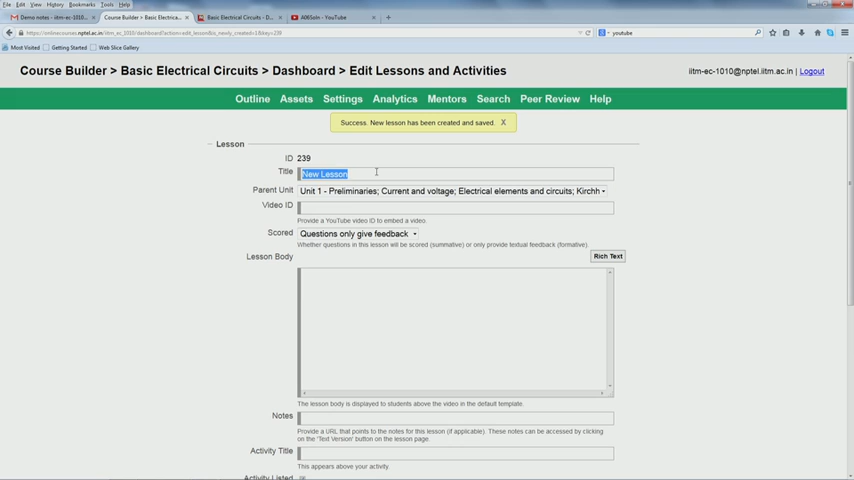 File Edit View History Bookmarks Tools Help
Demo notes - iitm-ec-1010... × Course Builder > Basic Electrica... × Basic Electrical Circuits - D... × A06Soln - YouTube × +
https://onlinecourses.nptel.ac.in/iitm_ec_1010/dashboard?action=edit_lesson&is_newly_created=1&key=239 youtube
Most Visited Getting Started Web Slice Gallery
Course Builder > Basic Electrical Circuits > Dashboard > Edit Lessons and Activities
iitm-ec-1010@nptel.iitm.ac.in | Logout
Outline Assets Settings Analytics Mentors Search Peer Review Help
Success. New lesson has been created and saved. X
Lesson
ID 239
Title New Lesson
Parent Unit Unit 1 - Preliminaries; Current and voltage; Electrical elements and circuits; Kirchh
Video ID
Provide a YouTube video ID to embed a video.
Scored Questions only give feedback
Whether questions in this lesson will be scored (summative) or only provide textual feedback (formative).
Lesson Body Rich Text
The lesson body is displayed to students above the video in the default template.
Notes
Provide a URL that points to the notes for this lesson (if applicable). These notes can be accessed by clicking
on the 'Text Version' button on the lesson page.
Activity Title
This appears above your activity.
Activity Listed